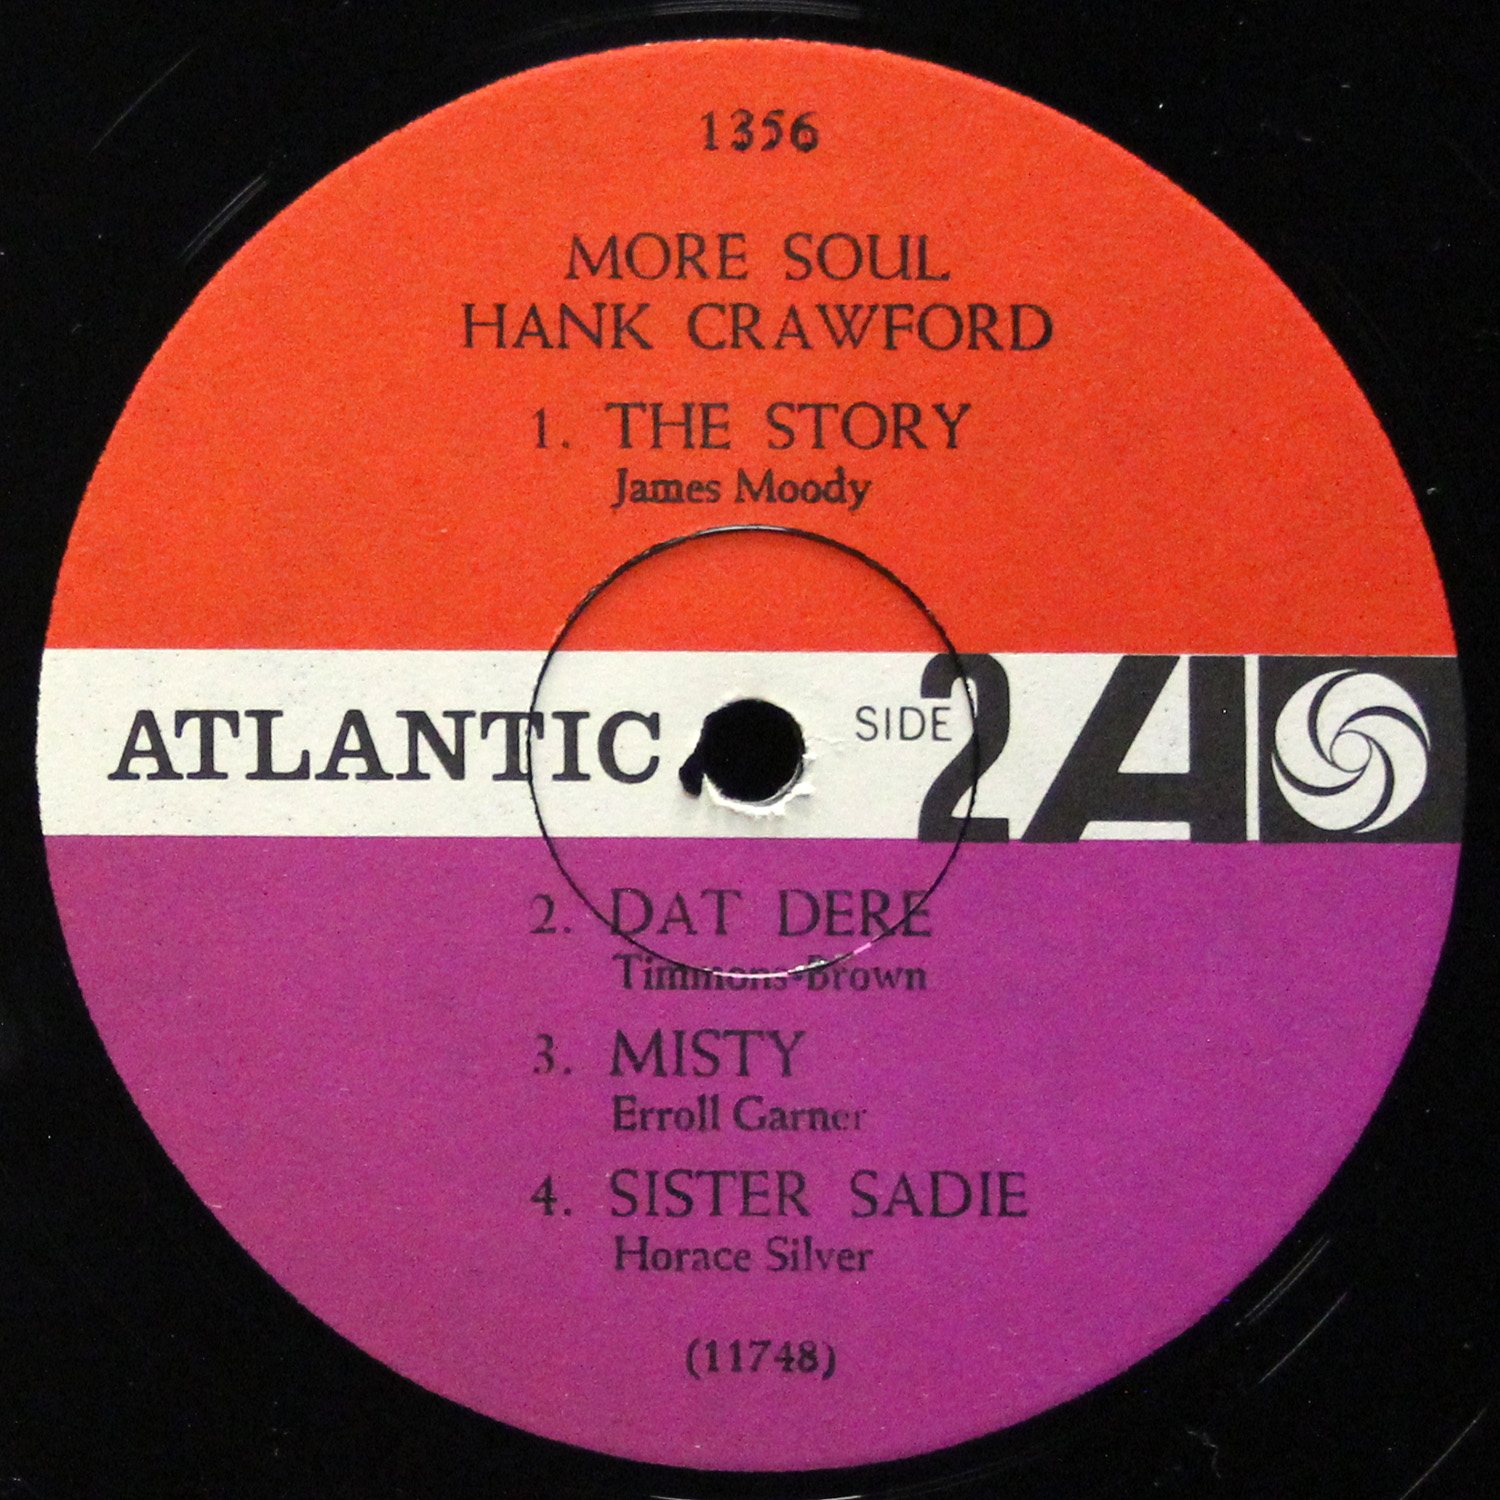 1356
MORE SOUL
HANK CRAWFORD
1. THE STORY
James Moody
ATLANTIC
SIDE 2
A
2. DAT DERE
Timmons-Brown
3. MISTY
Erroll Garner
4. SISTER SADIE
Horace Silver
(11748)